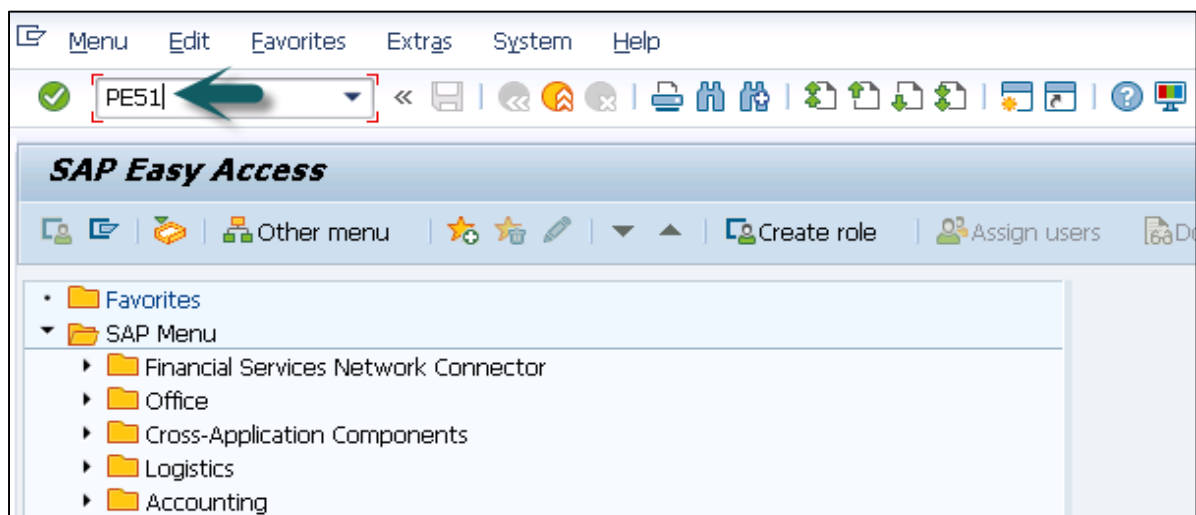 Menu Edit Favorites Extras System Help
PE51
SAP Easy Access
Other menu Create role Assign users
Favorites
SAP Menu
Financial Services Network Connector
Office
Cross-Application Components
Logistics
Accounting